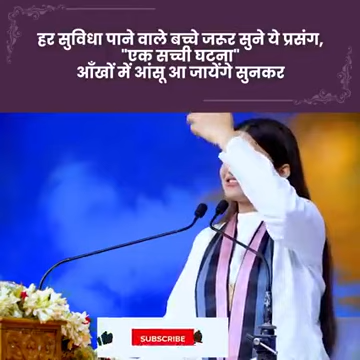 हर सुविधा पाने वाले बच्चे जरूर सुने ये प्रसंग,
"एक सच्ची घटना"
आँखों में आंसू आ जायेंगे सुनकर
SUBSCRIBE